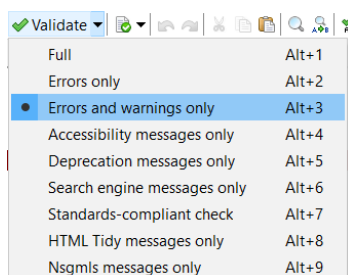 Validate
Full Alt+1
Errors only Alt+2
Errors and warnings only Alt+3
Accessibility messages only Alt+4
Deprecation messages only Alt+5
Search engine messages only Alt+6
Standards-compliant check Alt+7
HTML Tidy messages only Alt+8
Nsgmls messages only Alt+9